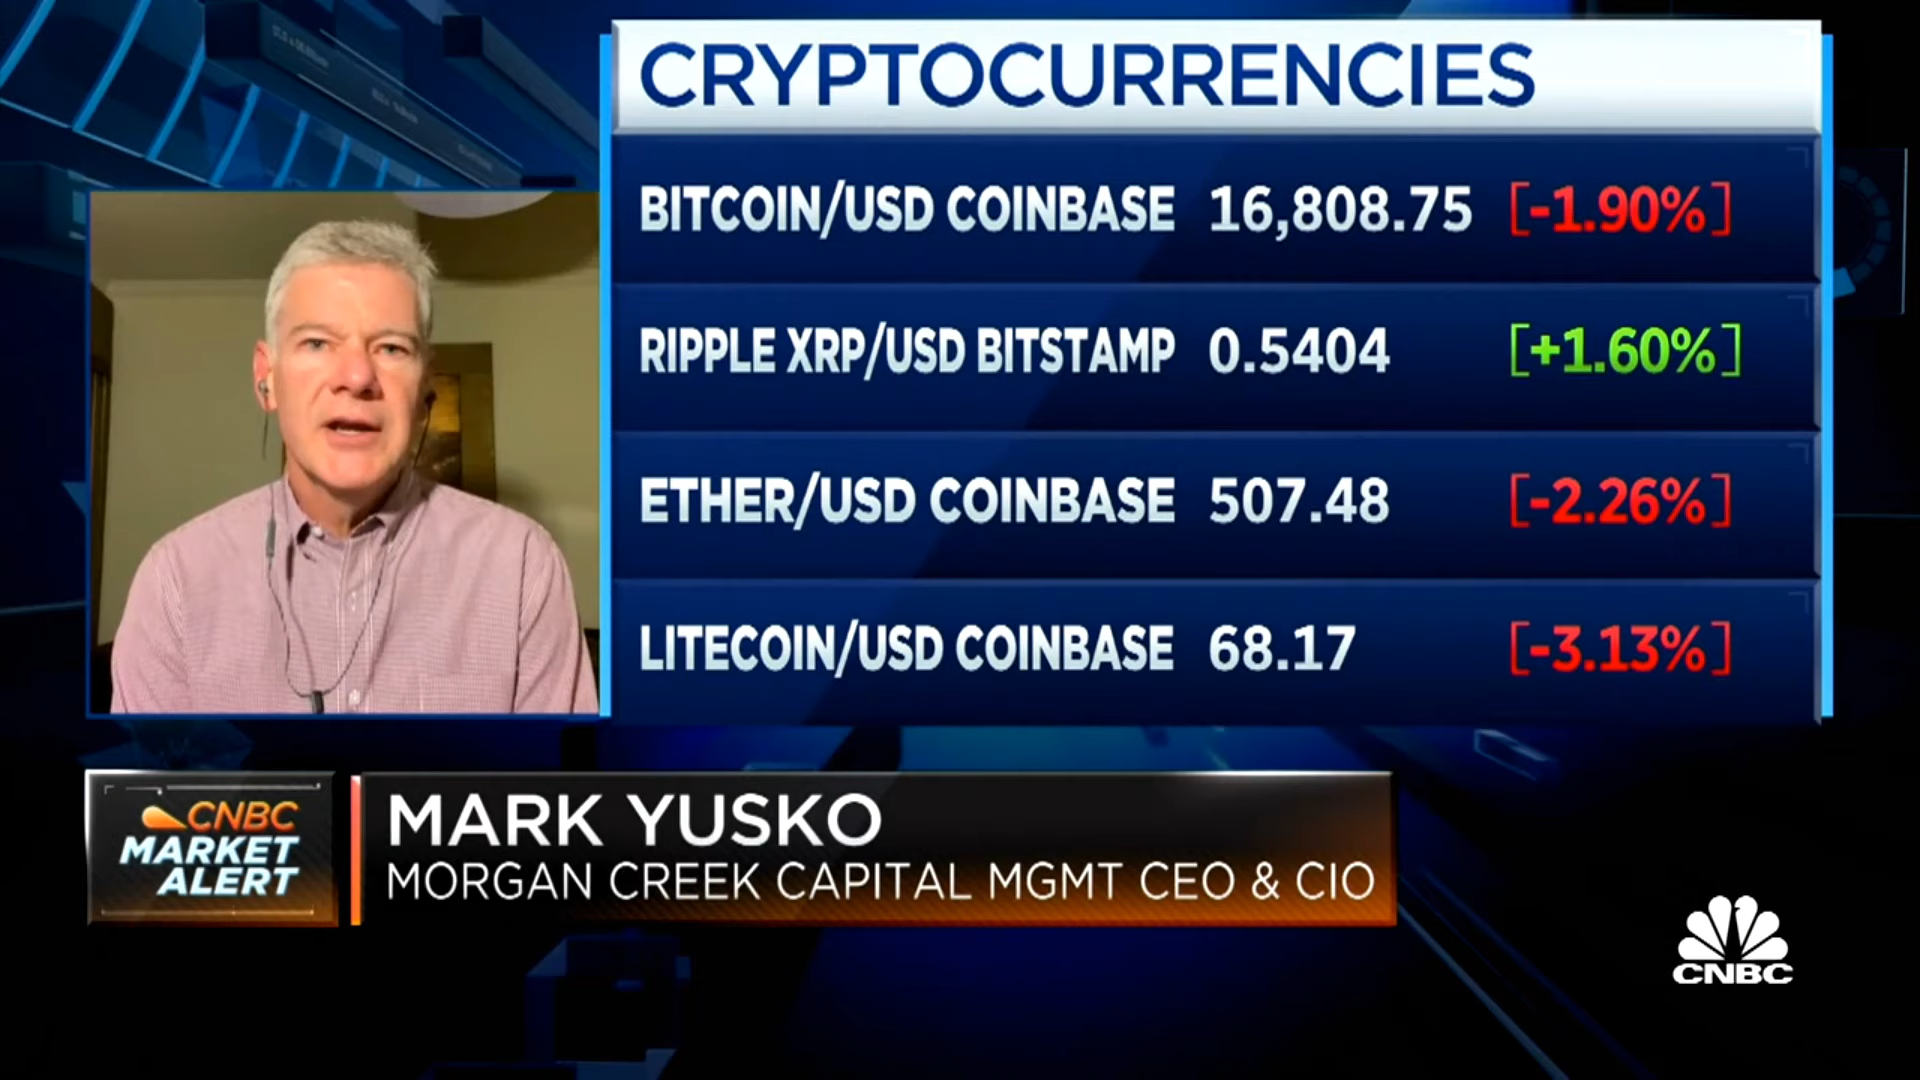 CRYPTOCURRENCIES
BITCOIN/USD COINBASE 16,808.75 [-1.90%]
RIPPLE XRP/USD BITSTAMP 0.5404 [+1.60%]
ETHER/USD COINBASE 507.48 [-2.26%]
LITECOIN/USD COINBASE 68.17 [-3.13%]
CNBC
MARKET
ALERT
MARK YUSKO
MORGAN CREEK CAPITAL MGMT CEO & CIO
CNBC